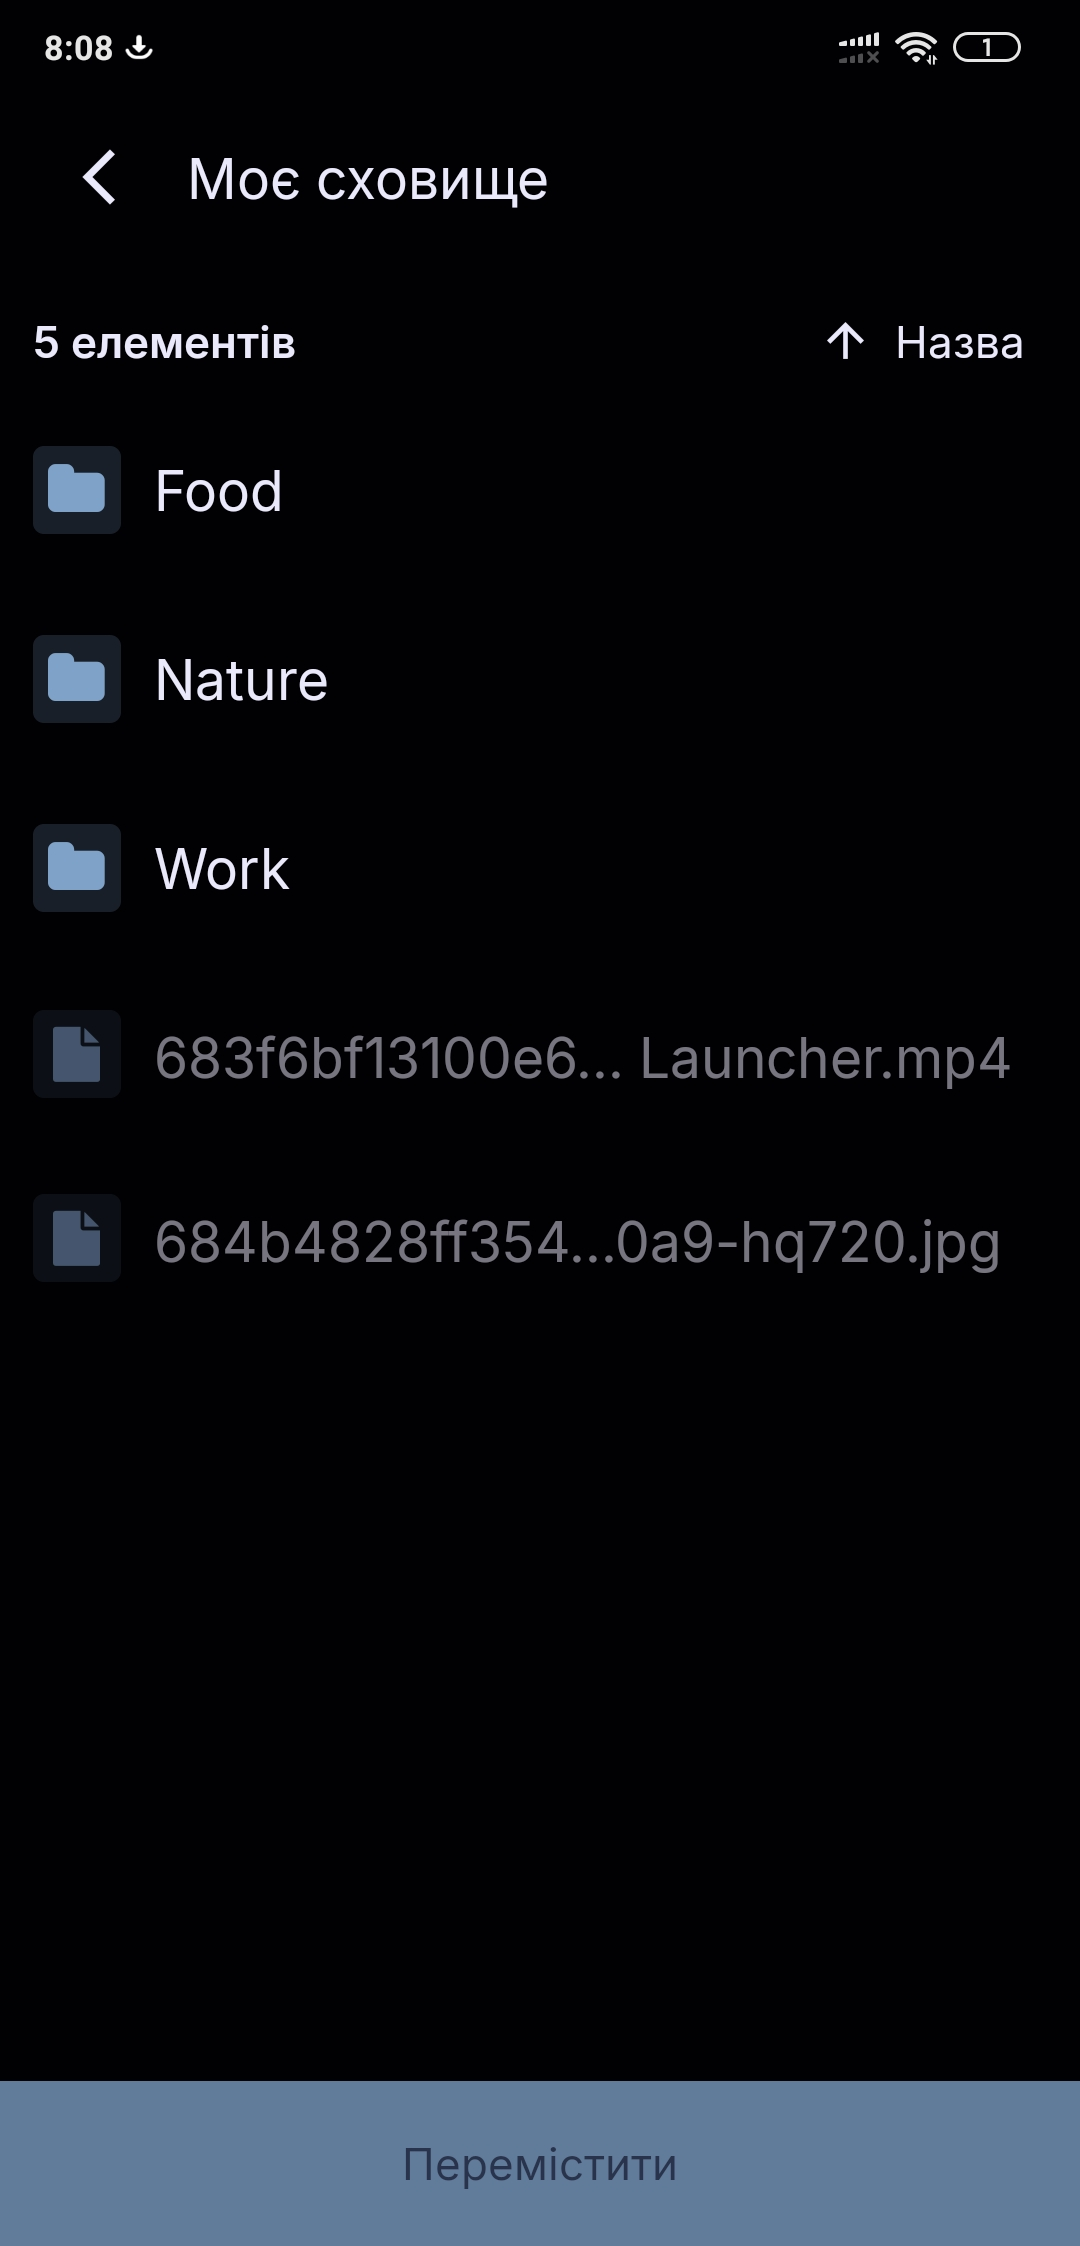 8:08
1
Моє сховище
5 елементів
Назва
Food
Nature
Work
683f6bf13100e6... Launcher.mp4
684b4828ff354...0a9-hq720.jpg
Перемістити